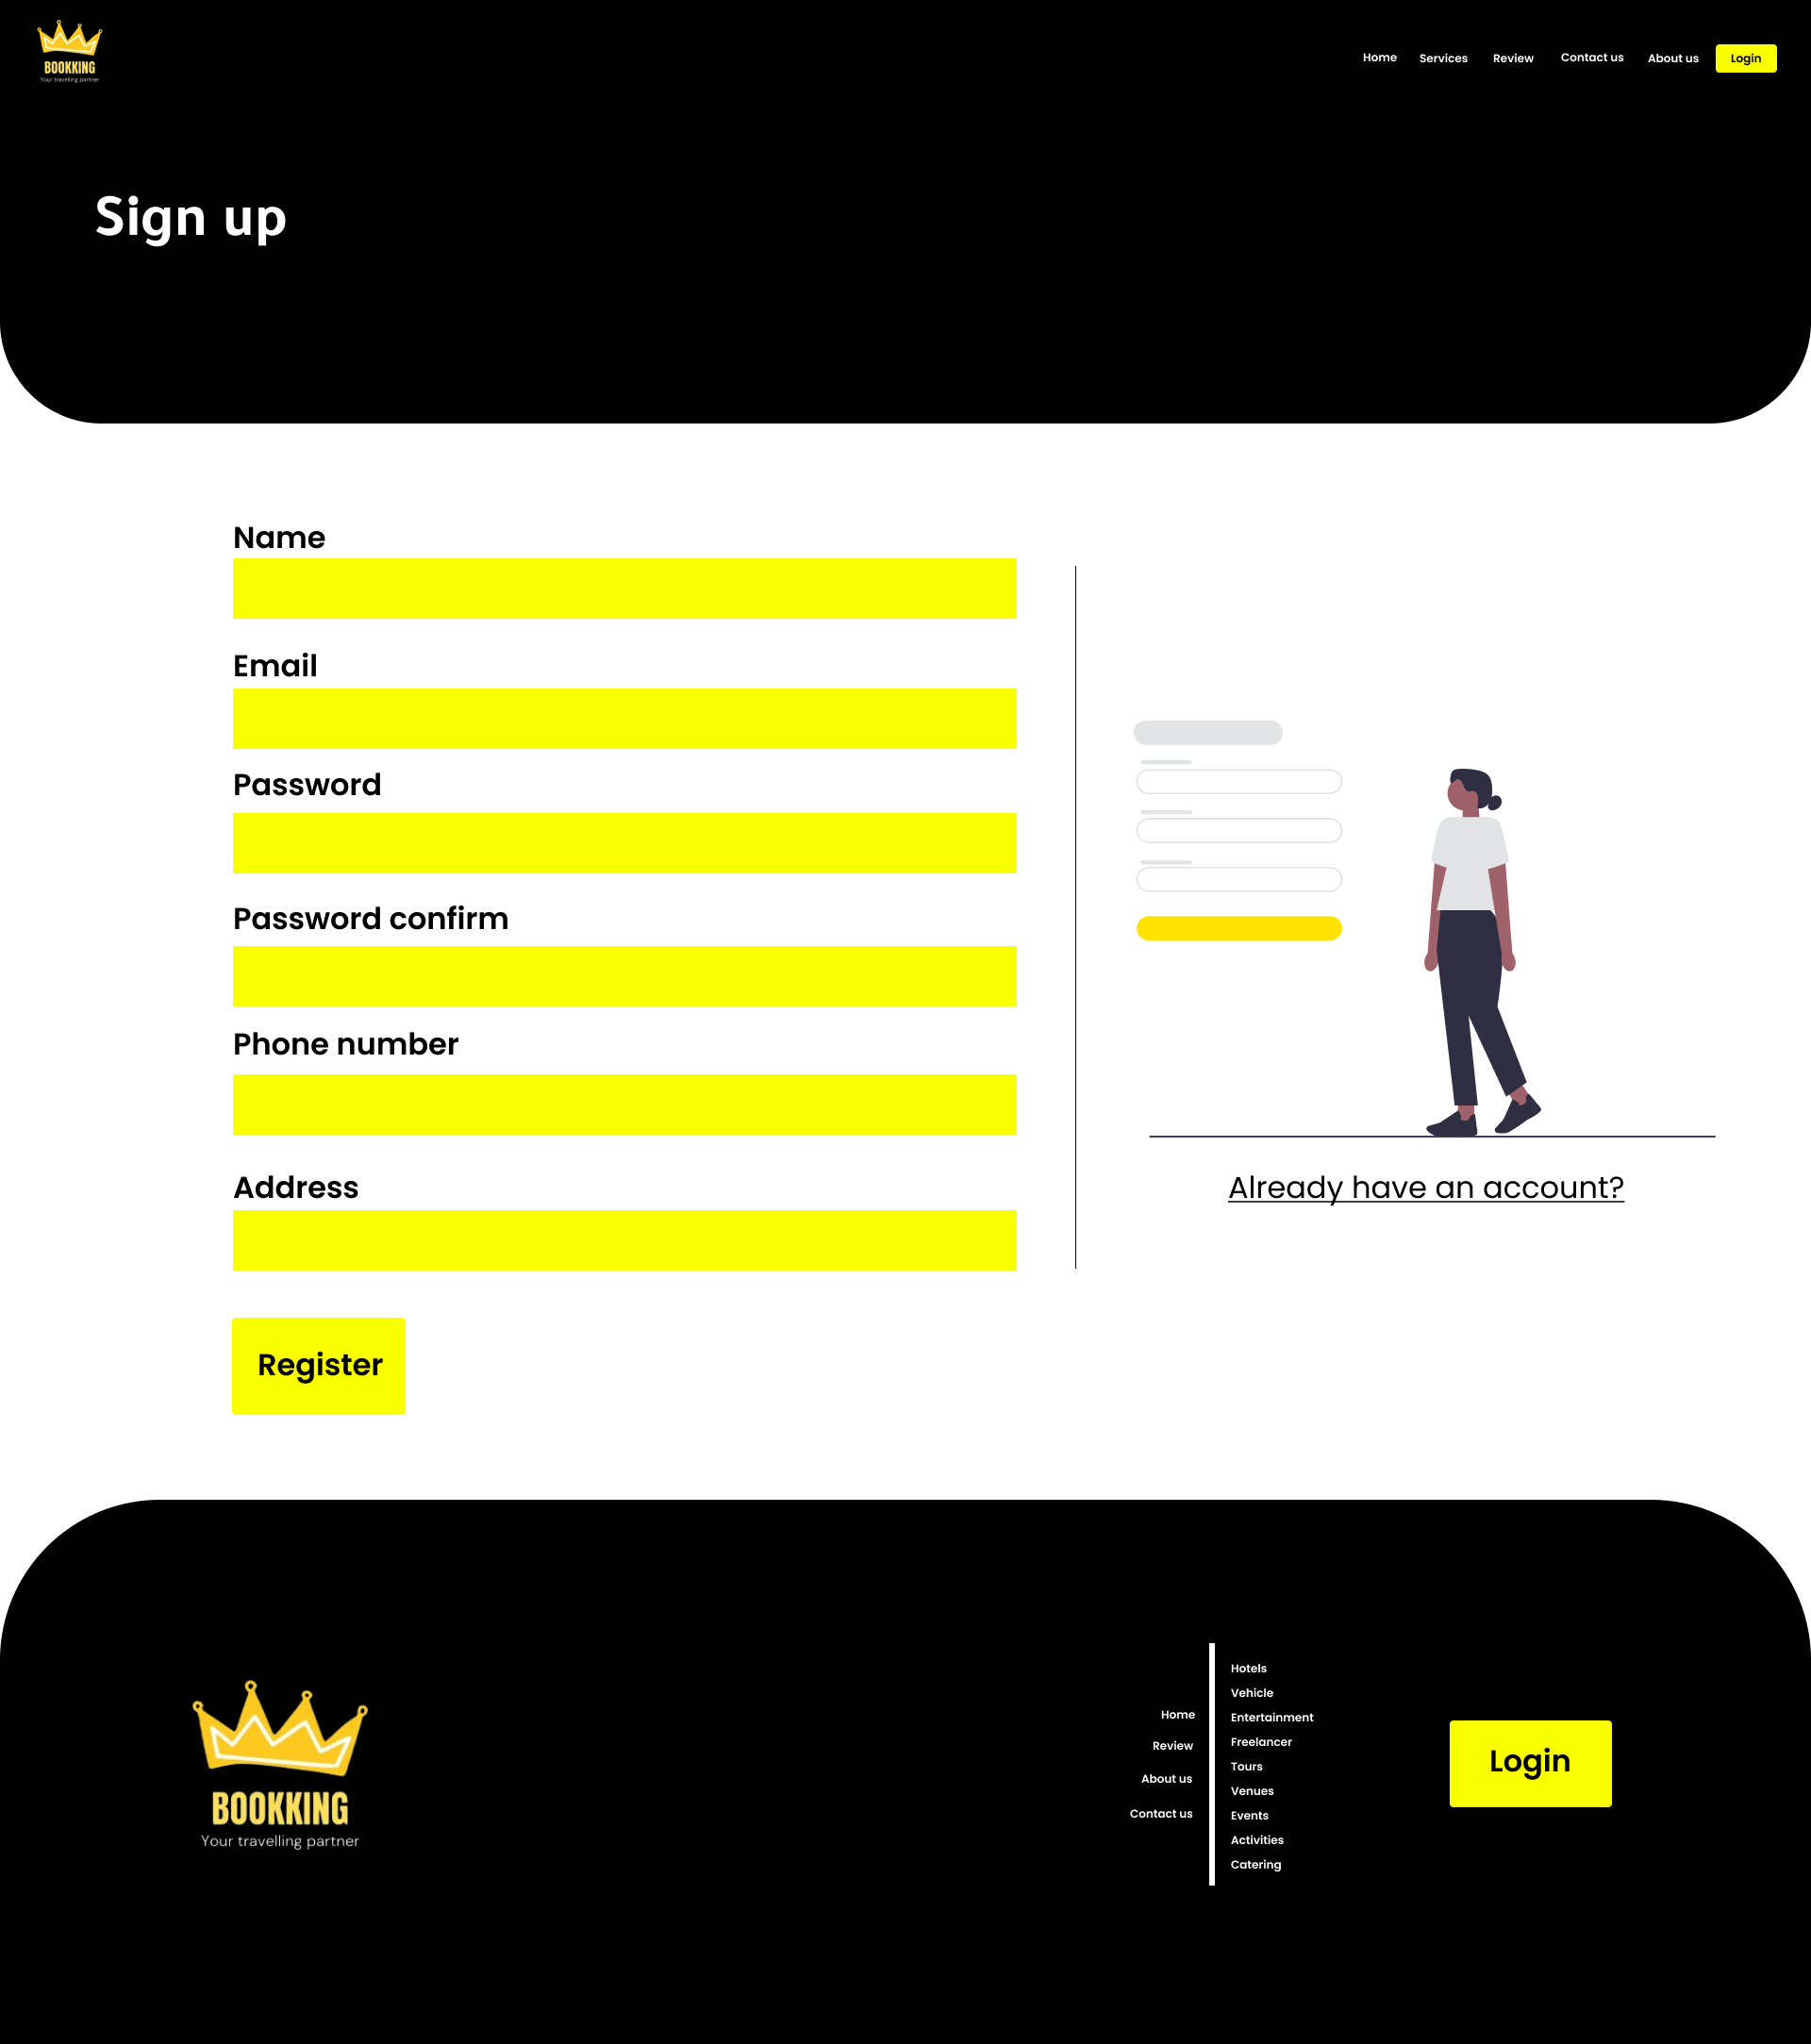 BOOKKING
Your travelling partner
Home Services Review Contact us About us Login
Sign up
Name
Email
Password
Password confirm
Phone number
Address
Already have an account?
Register
BOOKKING
Your travelling partner
Home
Review
About us
Contact us
Hotels
Vehicle
Entertainment
Freelancer
Tours
Venues
Events
Activities
Catering
Login